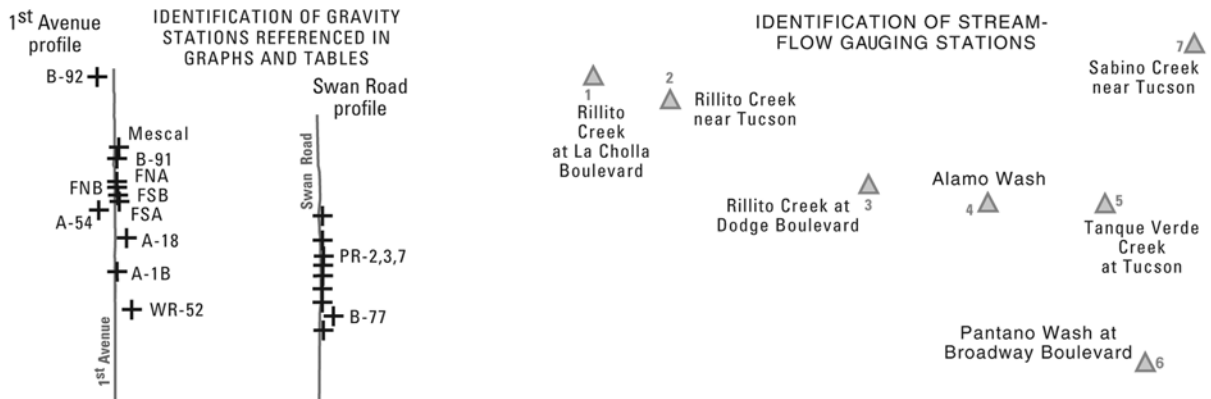 1st Avenue
profile
IDENTIFICATION OF GRAVITY
STATIONS REFERENCED IN
GRAPHS AND TABLES
B-92
Mescal
B-91
FNA
FNB
FSB
FSA
A-54
A-18
A-1B
WR-52
1st Avenue
Swan Road
profile
Swan Road
PR-2,3,7
B-77
IDENTIFICATION OF STREAM-
FLOW GAUGING STATIONS
1
Rillito
Creek
at La Cholla
Boulevard
2
Rillito Creek
near Tucson
7
Sabino Creek
near Tucson
Rillito Creek at
Dodge Boulevard
3
Alamo Wash
4
5
Tanque Verde
Creek
at Tucson
Pantano Wash at
Broadway Boulevard
6